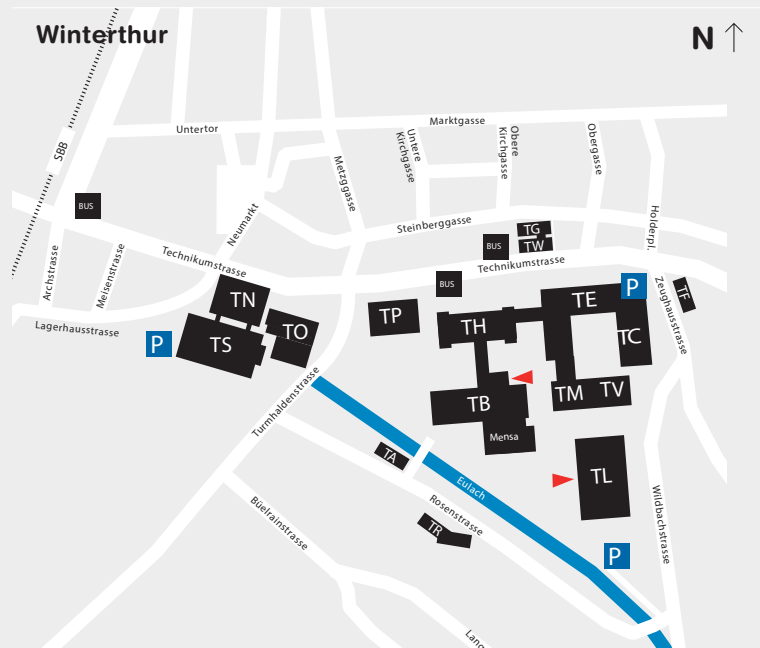 Winterthur
N
SBB
Untertor
Marktgasse
Untere
Kirchgasse
Obere
Kirchgasse
Obergasse
Metzggasse
BUS
Neumarkt
Steinberggasse
Holderpl.
TG
BUS
TW
Aichstrasse
Meisenstrasse
Technikumstrasse
Technikumstrasse
BUS
P
TF
Zeughausstrasse
TN
TE
TP
TH
Lagerhausstrasse
P
TS
TO
TC
TM
TV
TB
Turmhaldenstrasse
Mensa
TA
TL
Eulach
Rosenstrasse
TR
Büelrainstrasse
Wildbachstrasse
P